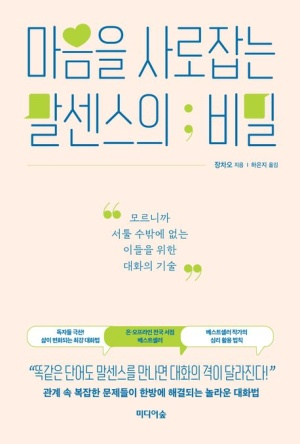 마음을 사로잡는
말센스의 ; 비밀
장차오 지음 | 하은지 옮김
“모르니까
서툴 수밖에 없는
이들을 위한
대화의 기술”
독자들 극찬!
삶이 변화되는 최강 대화법
온·오프라인 전국 서점
베스트셀러
베스트셀러 작가의
심리 활용 법칙
“똑같은 단어도 말센스를 만나면 대화의 격이 달라진다!”
관계 속 복잡한 문제들이 한방에 해결되는 놀라운 대화법
미디어숲